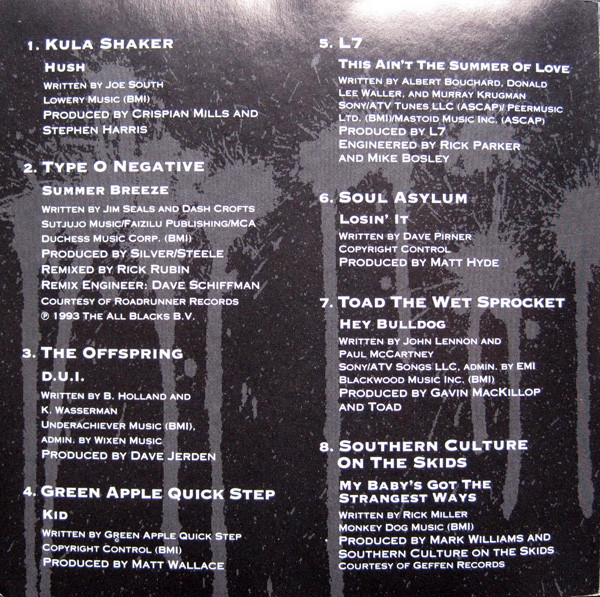 1. Kula Shaker
Hush
Written by Joe South
Lowery Music (BMI)
Produced by Crispian Mills and
Stephen Harris
2. Type O Negative
Summer Breeze
Written by Jim Seals and Dash Crofts
Sutjujo Music/Faizilu Publishing/MCA
Duchess Music Corp. (BMI)
Produced by Silver/Steele
Remixed by Rick Rubin
Remix Engineer: Dave Schiffman
Courtesy of Roadrunner Records
℗ 1993 The All Blacks B.V.
3. The Offspring
D.U.I.
Written by B. Holland and
K. Wasserman
Underachiever Music (BMI),
admin. by Wixen Music
Produced by Dave Jerden
4. Green Apple Quick Step
Kid
Written by Green Apple Quick Step
Copyright Control (BMI)
Produced by Matt Wallace
5. L7
This Ain't The Summer Of Love
Written by Albert Bouchard, Donald
Lee Waller, and Murray Krugman
Sony/ATV Tunes LLC (ASCAP)/ Peermusic
Ltd. (BMI)/Mastoid Music Inc. (ASCAP)
Produced by L7
Engineered by Rick Parker
and Mike Bosley
6. Soul Asylum
Losin' It
Written by Dave Pirner
Copyright Control
Produced by Matt Hyde
7. Toad The Wet Sprocket
Hey Bulldog
Written by John Lennon and
Paul McCartney
Sony/ATV Songs LLC, admin. by EMI
Blackwood Music Inc. (BMI)
Produced by Gavin MacKillop
and Toad
8. Southern Culture
On The Skids
My Baby's Got The
Strangest Ways
Written by Rick Miller
Monkey Dog Music (BMI)
Produced by Mark Williams and
Southern Culture on the Skids
Courtesy of Geffen Records